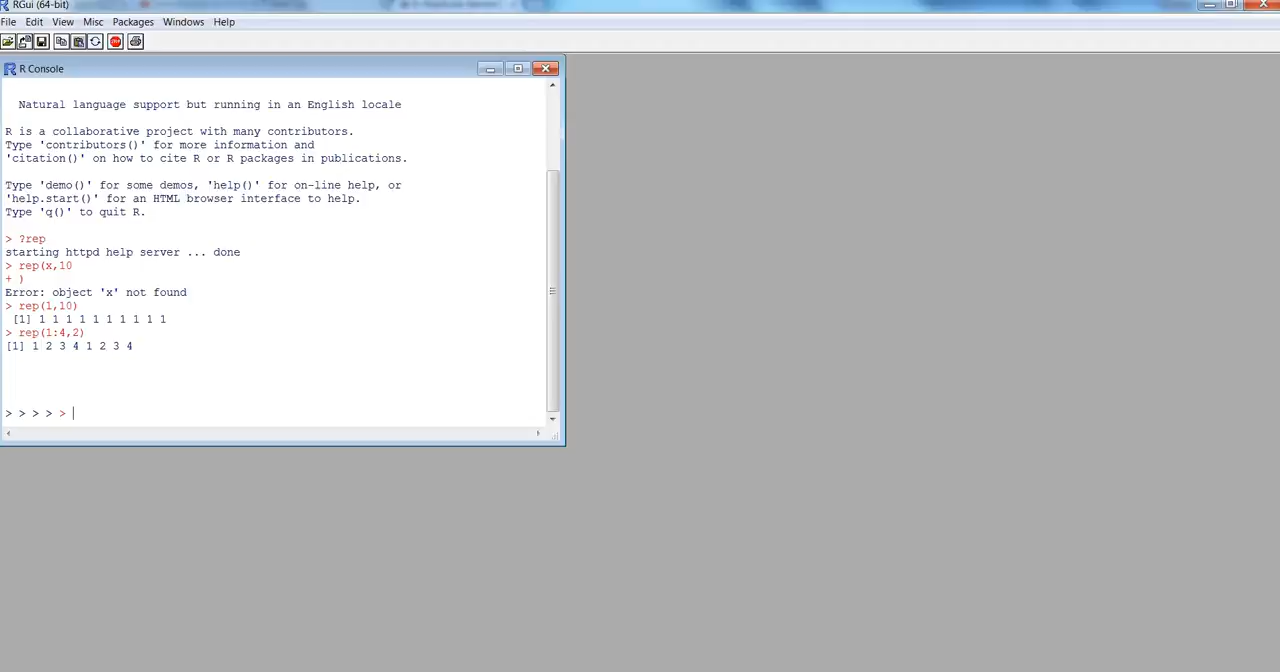 RGui (64-bit)
File Edit View Misc Packages Windows Help
STOP
R Console
Natural language support but running in an English locale
R is a collaborative project with many contributors.
Type 'contributors()' for more information and
'citation()' on how to cite R or R packages in publications.
Type 'demo()' for some demos, 'help()' for on-line help, or
'help.start()' for an HTML browser interface to help.
Type 'q()' to quit R.
> ?rep
starting httpd help server ... done
> rep(x,10
+ )
Error: object 'x' not found
> rep(1,10)
[1] 1 1 1 1 1 1 1 1 1 1
> rep(1:4,2)
[1] 1 2 3 4 1 2 3 4
> > > > >